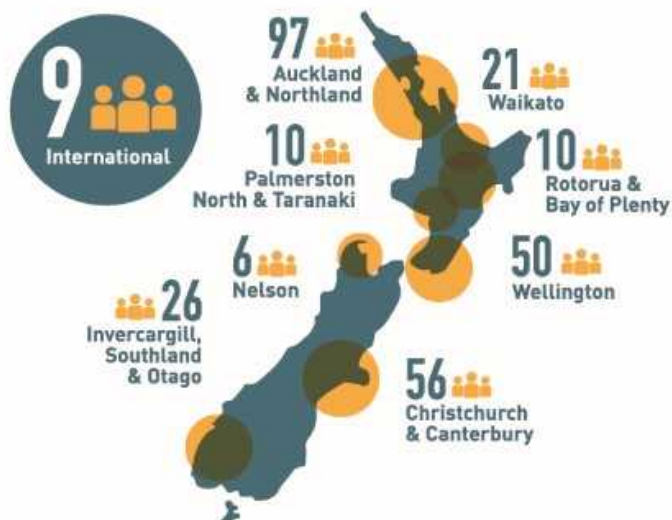 9
International
97
Auckland
& Northland
21
Waikato
10
Palmerston
North & Taranaki
10
Rotorua &
Bay of Plenty
6
Nelson
50
Wellington
26
Invercargill,
Southland
& Otago
56
Christchurch
& Canterbury